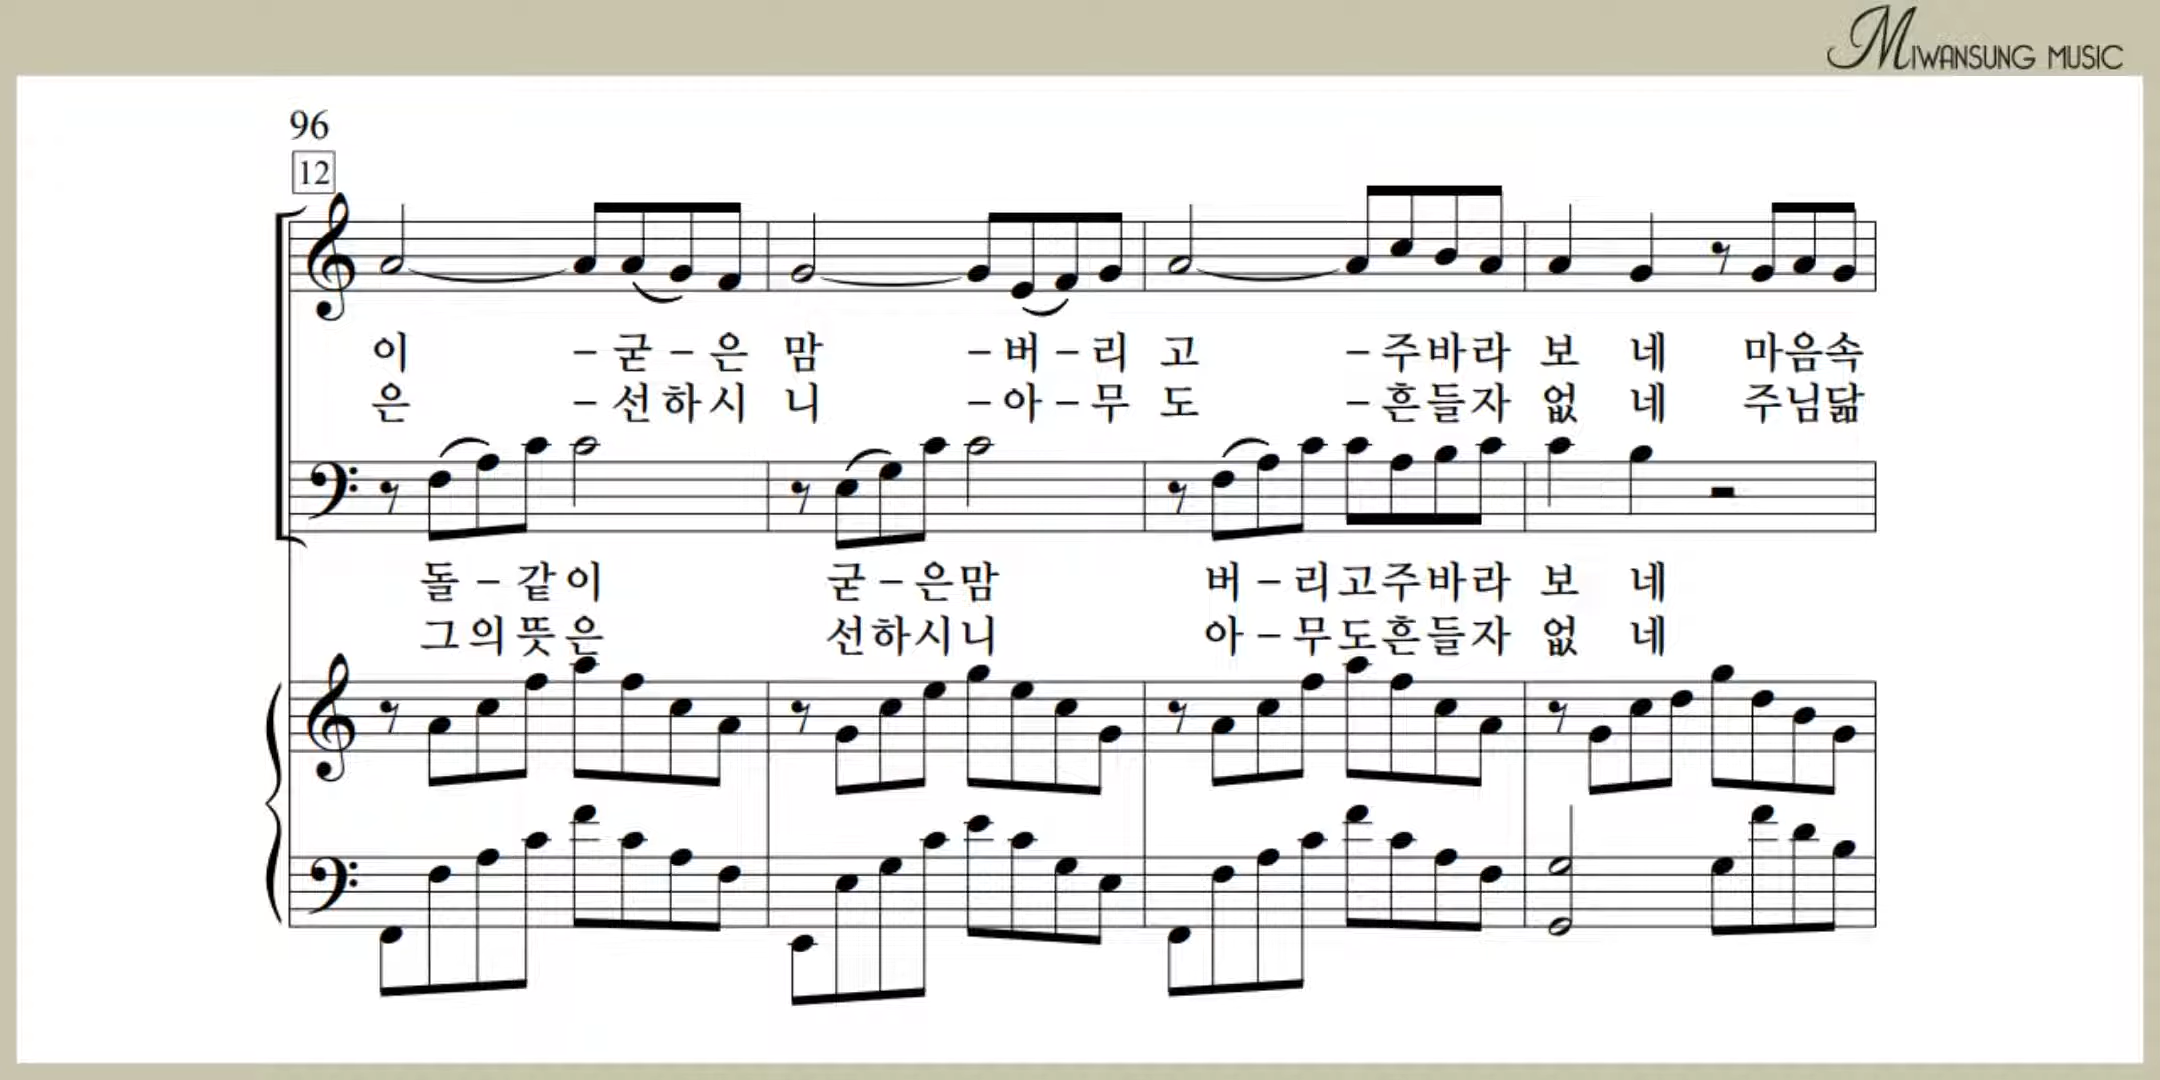 MIWANSUNG MUSIC
96
12
이 - 굳 - 은 맘 - 버 - 리 고 - 주바라 보 네 마음속
은 - 선하시 니 - 아 - 무 도 - 흔들자 없 네 주님닮
돌 - 같이 굳 - 은맘 버 - 리고주바라 보 네
그의뜻은 선하시니 아 - 무도흔들자 없 네